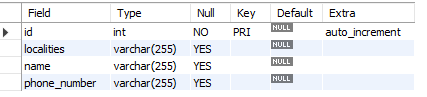 Field Type Null Key Default Extra
id int NO PRI NULL auto_increment
localities varchar(255) YES NULL
name varchar(255) YES NULL
phone_number varchar(255) YES NULL